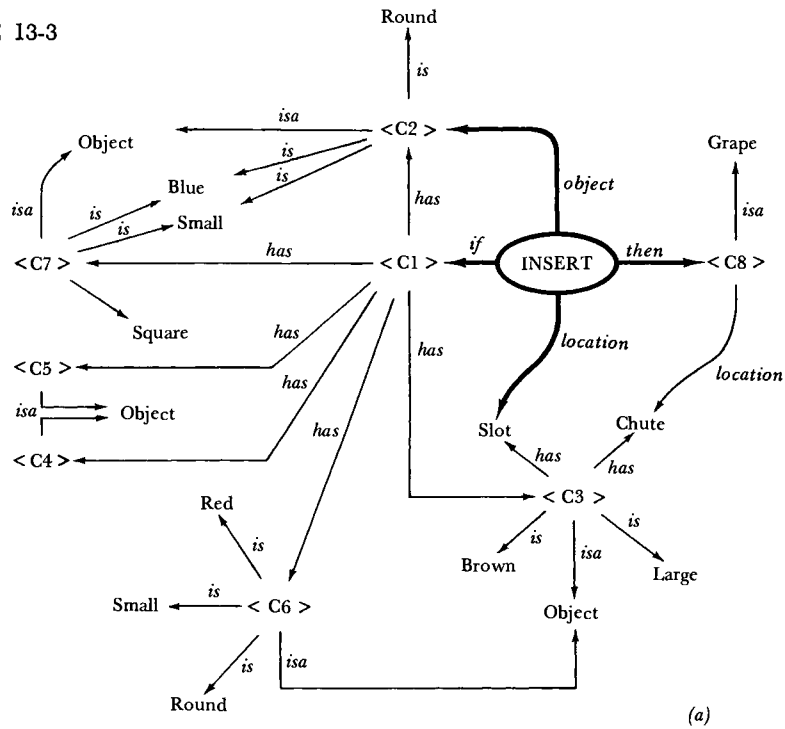 Round
13-3
is
isa
< C2 >
Object
is
Grape
Blue
is
object
isa
is
has
isa
is
Small
has
if
then
< C7 >
< C1 >
INSERT
< C8 >
Square
has
has
location
< C5 >
has
location
isa
Object
has
Slot
Chute
< C4 >
has
has
Red
< C3 >
is
is
is
isa
Brown
Large
Small
is
< C6 >
Object
is
isa
Round
(a)